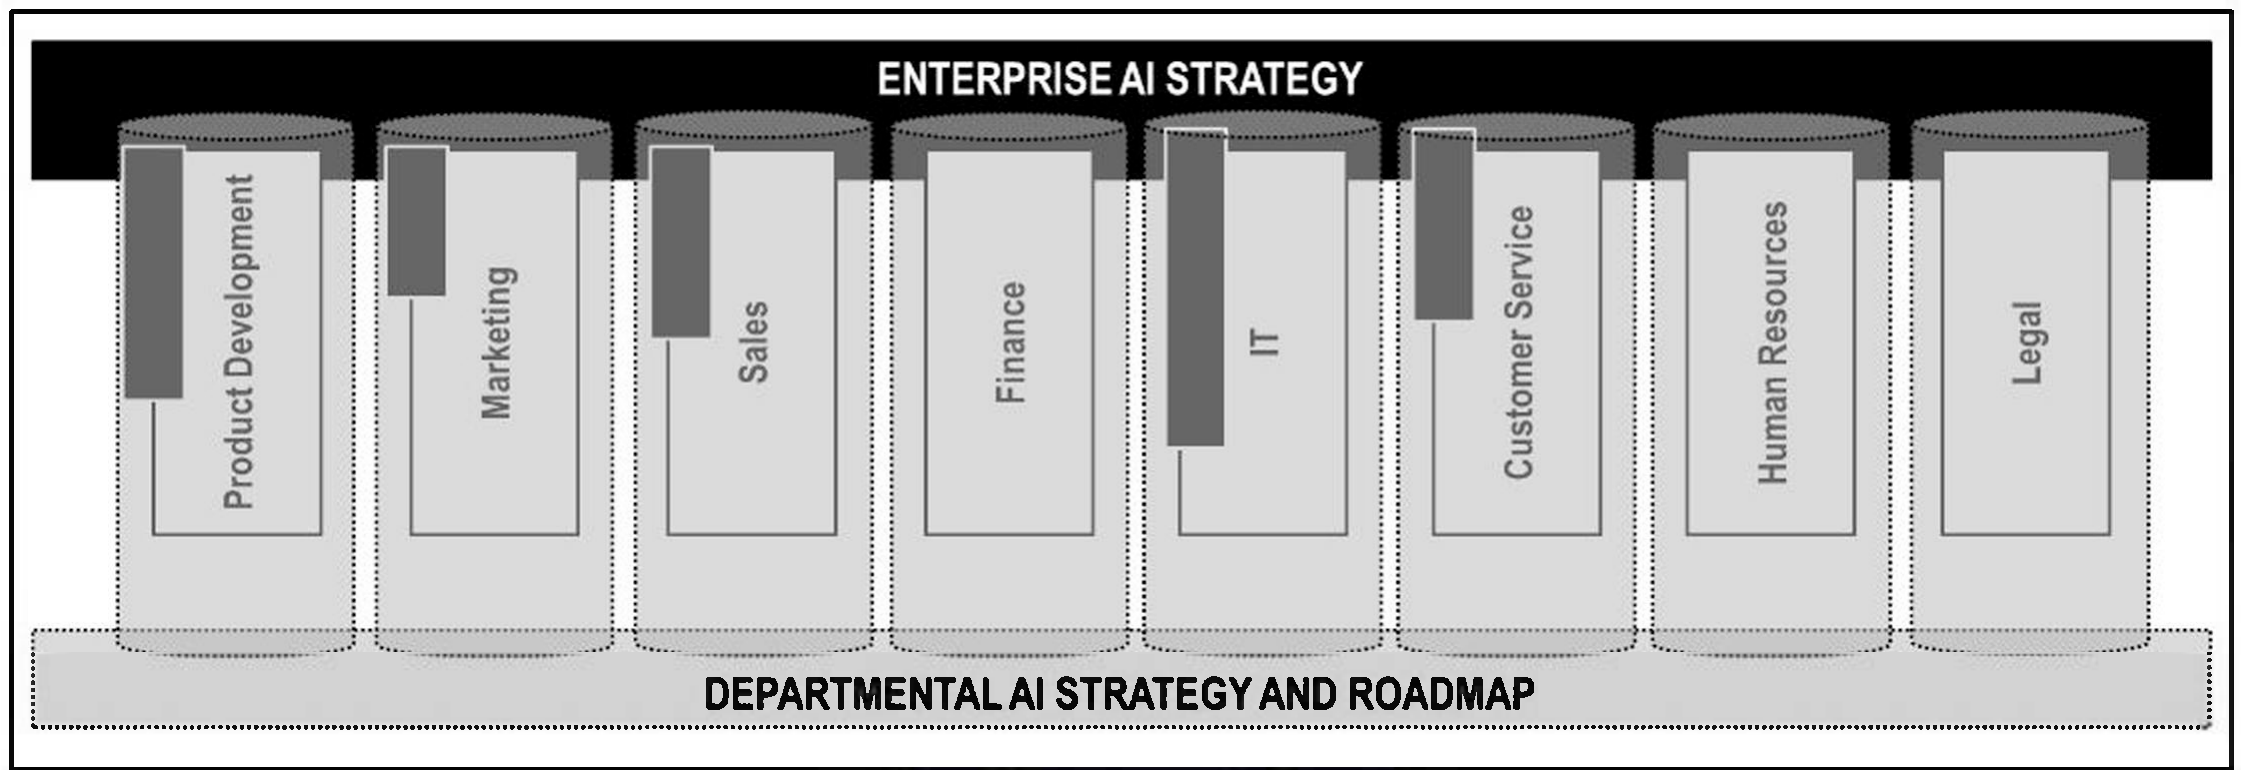 ENTERPRISE AI STRATEGY
Product Development
Marketing
Sales
Finance
IT
Customer Service
Human Resources
Legal
DEPARTMENTAL AI STRATEGY AND ROADMAP